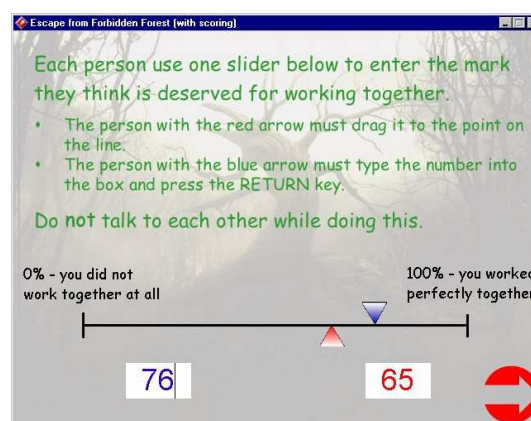 Escape from Forbidden Forest (with scoring)
Each person use one slider below to enter the mark
they think is deserved for working together.
• The person with the red arrow must drag it to the point on
the line.
• The person with the blue arrow must type the number into
the box and press the RETURN key.
Do not talk to each other while doing this.
0% - you did not
work together at all
100% - you worked
perfectly together
76
65